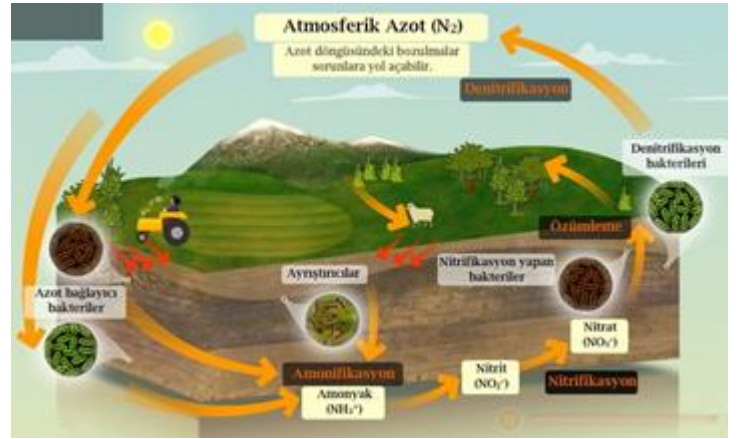 Atmosferik Azot (N₂)
Azot döngüsündeki bozulmalar
sorunlara yol açabilir.
Denitrifikasyon
Denitrifikasyon
bakterileri
Özümleme
Ayrıştırıcılar
Nitrifikasyon yapan
bakteriler
Azot bağlayıcı
bakteriler
Nitrat
(NO₃⁻)
Amonifikasyon
Nitrit
(NO₂⁻)
Nitrifikasyon
Amonyak